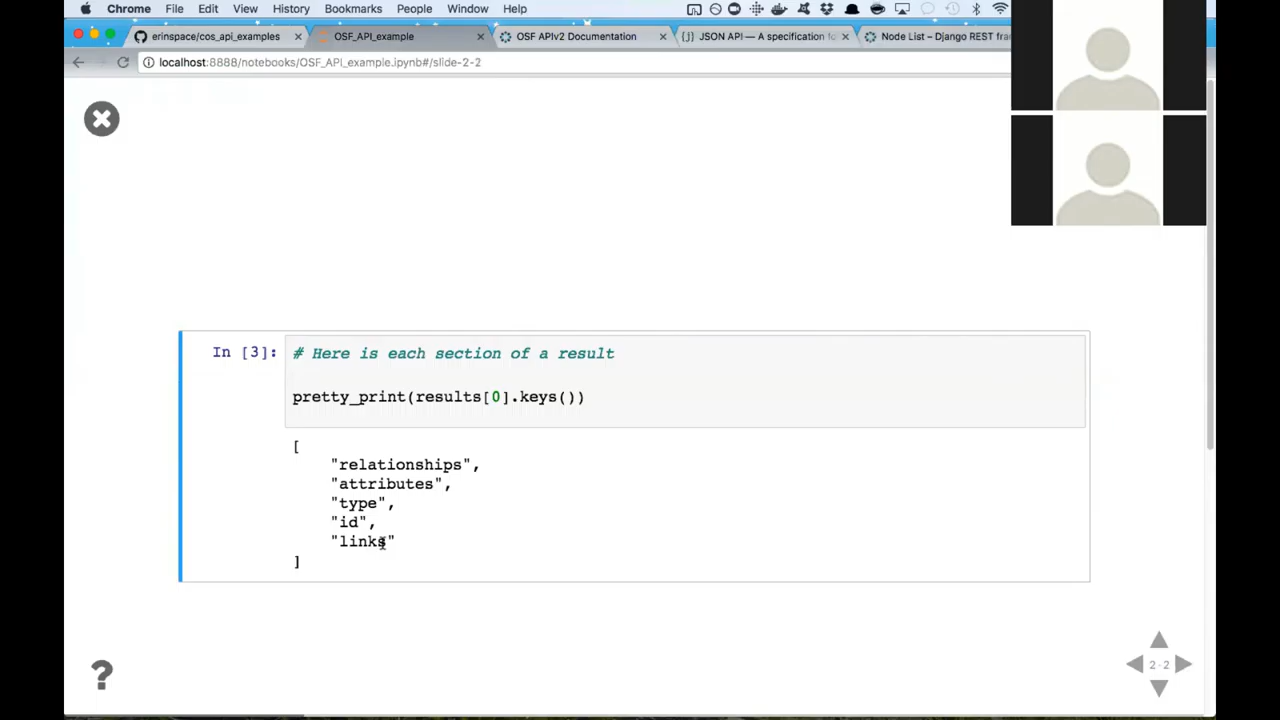 Chrome File Edit View History Bookmarks People Window Help
erinspace/cos_api_examples × OSF_API_example × OSF APIv2 Documentation × {} JSON API — A specification fo × Node List – Django REST fra
localhost:8888/notebooks/OSF_API_example.ipynb#/slide-2-2
In [3]: # Here is each section of a result
pretty_print(results[0].keys())
[
"relationships",
"attributes",
"type",
"id",
"links"
]
?
2-2